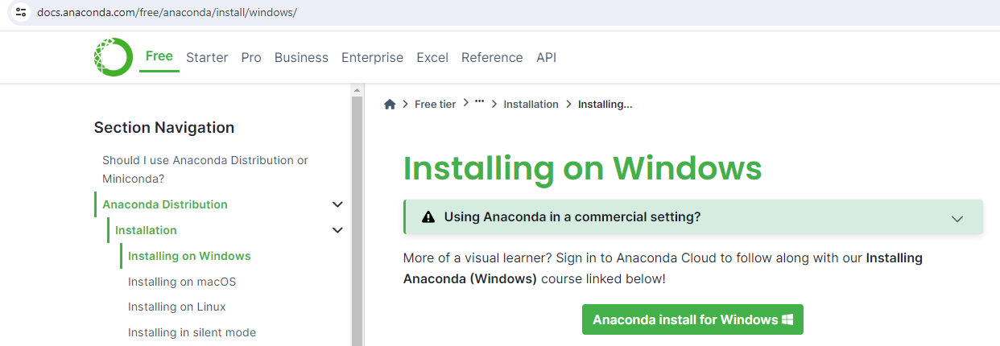 docs.anaconda.com/free/anaconda/install/windows/
Free Starter Pro Business Enterprise Excel Reference API
Section Navigation
Should I use Anaconda Distribution or
Miniconda?
Anaconda Distribution
Installation
Installing on Windows
Installing on macOS
Installing on Linux
Installing in silent mode
Free tier ... Installation Installing...
Installing on Windows
Using Anaconda in a commercial setting?
More of a visual learner? Sign in to Anaconda Cloud to follow along with our Installing
Anaconda (Windows) course linked below!
Anaconda install for Windows